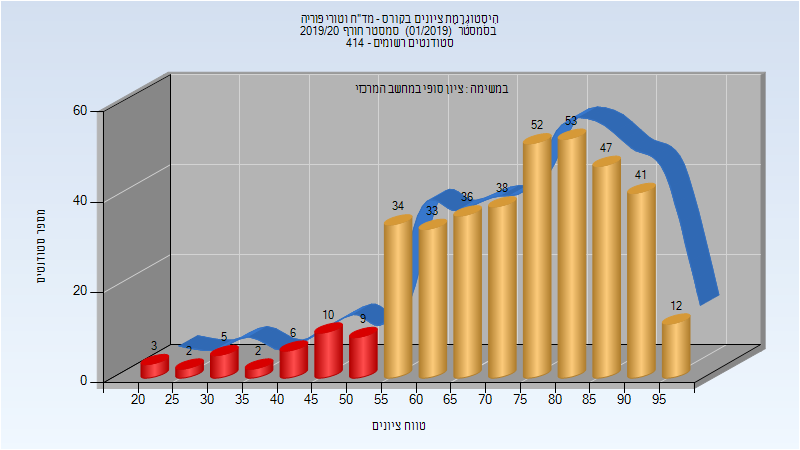 היסטוגרמת ציונים בקורס - מד"ח וטורי פוריה
בסמסטר (01/2019) סמסטר חורף 2019/20
סטודנטים רשומים - 414
במשימה : ציון סופי במחשב המרכזי
מספר סטודנטים
60
40
20
0
3
2
5
2
6
10
9
34
33
36
38
52
53
47
41
12
20 25 30 35 40 45 50 55 60 65 70 75 80 85 90 95
טווח ציונים